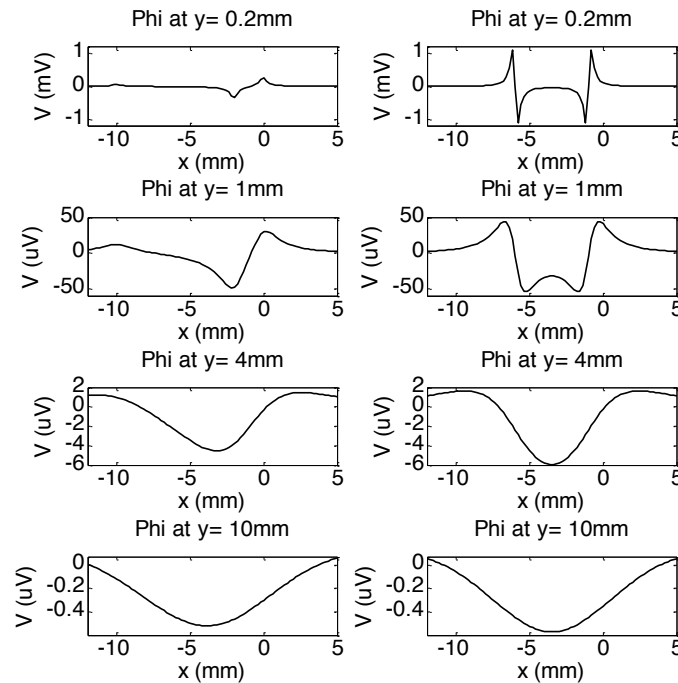 Phi at y= 0.2mm
Phi at y= 0.2mm
1
0
-1
V (mV)
-10 -5 0 5
x (mm)
1
0
-1
V (mV)
-10 -5 0 5
x (mm)
Phi at y= 1mm
Phi at y= 1mm
50
0
-50
V (uV)
-10 -5 0 5
x (mm)
50
0
-50
V (uV)
-10 -5 0 5
x (mm)
Phi at y= 4mm
Phi at y= 4mm
2
0
-2
-4
-6
V (uV)
-10 -5 0 5
x (mm)
2
0
-2
-4
-6
V (uV)
-10 -5 0 5
x (mm)
Phi at y= 10mm
Phi at y= 10mm
0
-0.2
-0.4
V (uV)
-10 -5 0 5
x (mm)
0
-0.2
-0.4
V (uV)
-10 -5 0 5
x (mm)